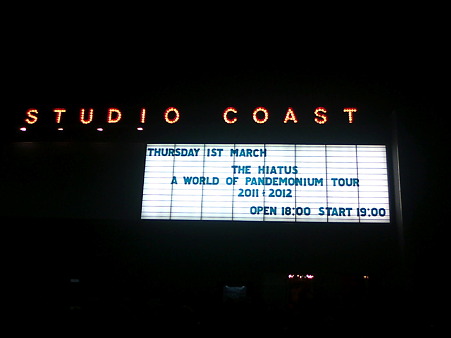 STUDIO COAST
THURSDAY 1ST MARCH
THE HIATUS
A WORLD OF PANDEMONIUM TOUR
2011-2012
OPEN 18:00 START 19:00